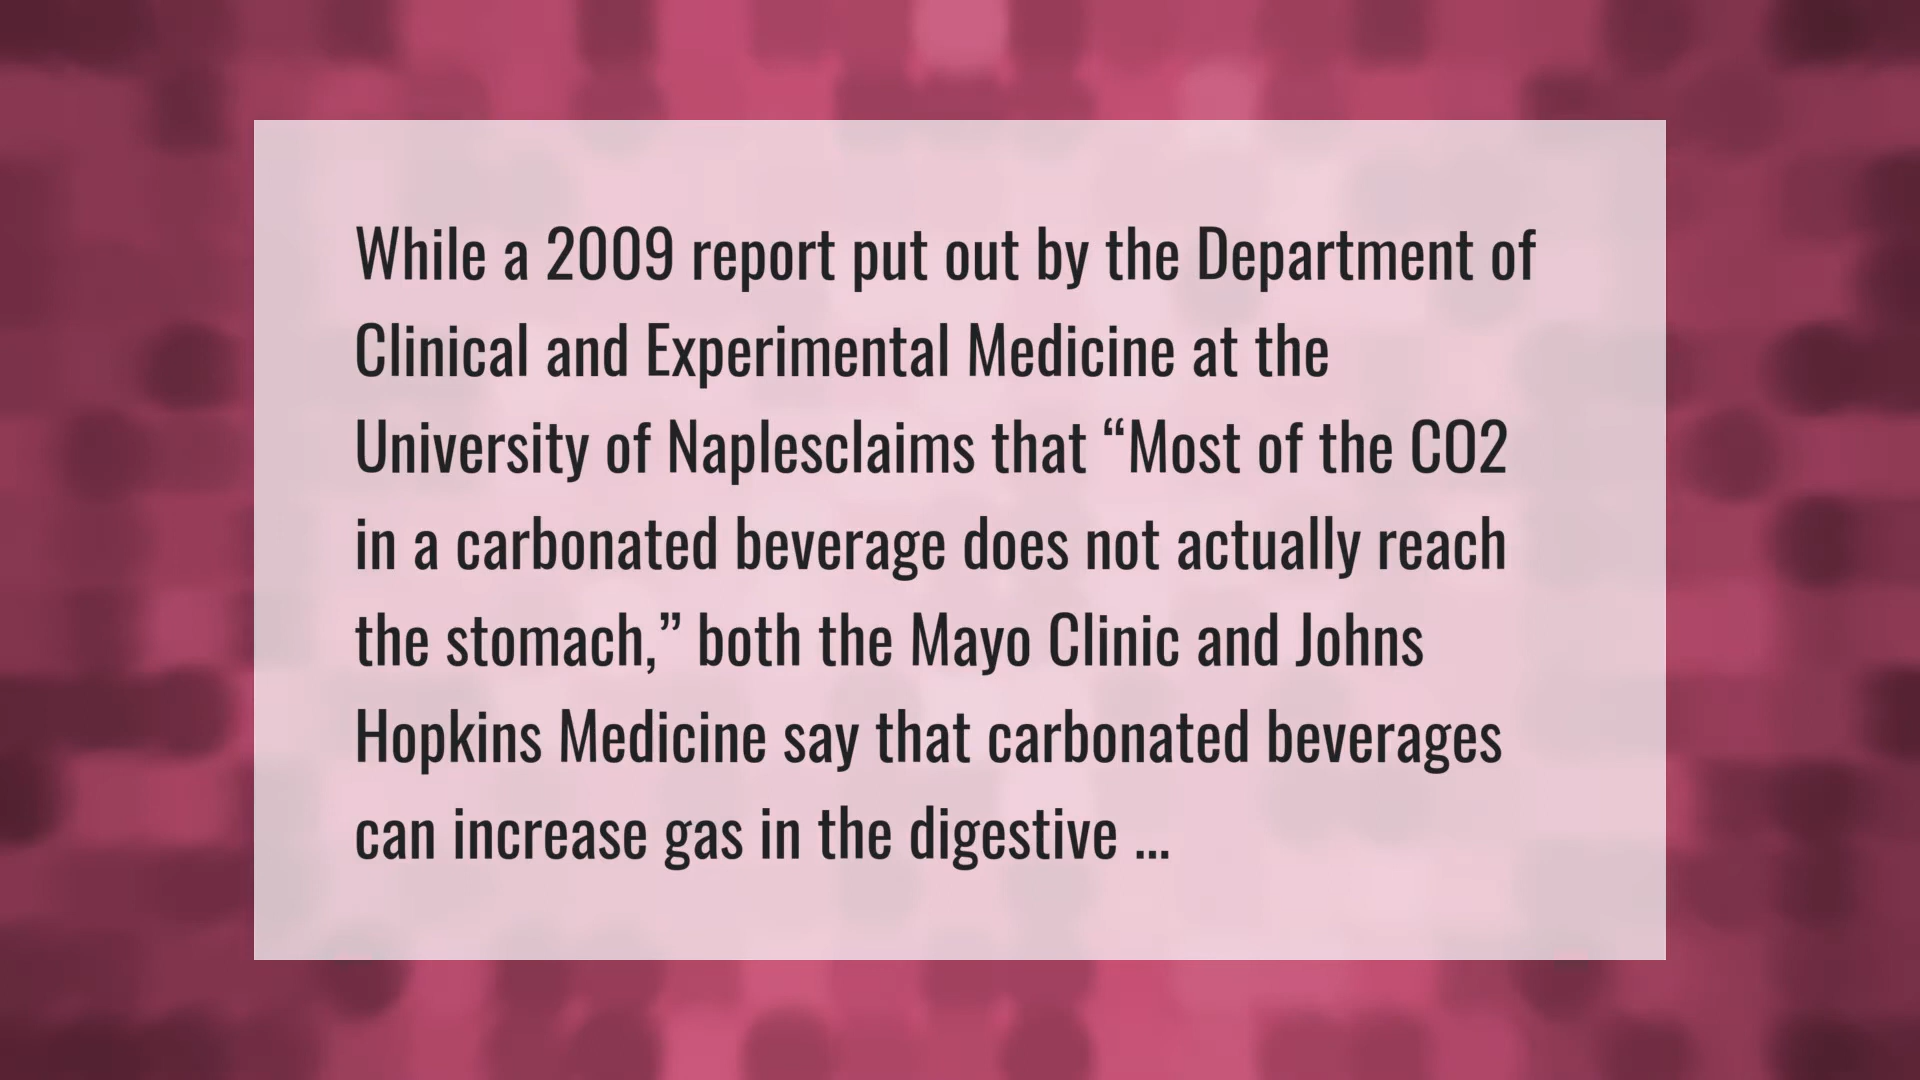 While a 2009 report put out by the Department of
Clinical and Experimental Medicine at the
University of Naplesclaims that “Most of the CO2
in a carbonated beverage does not actually reach
the stomach,” both the Mayo Clinic and Johns
Hopkins Medicine say that carbonated beverages
can increase gas in the digestive ...